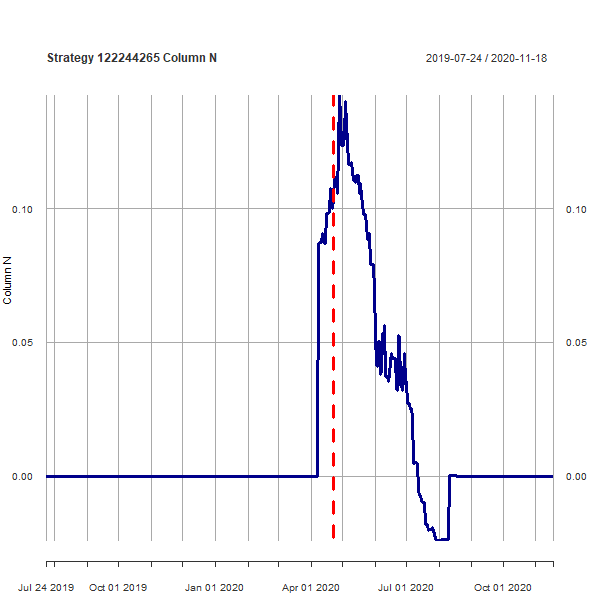 Strategy 122244265 Column N
2019-07-24 / 2020-11-18
Column N
0.10
0.10
0.05
0.05
0.00
0.00
Jul 24 2019
Oct 01 2019
Jan 01 2020
Apr 01 2020
Jul 01 2020
Oct 01 2020